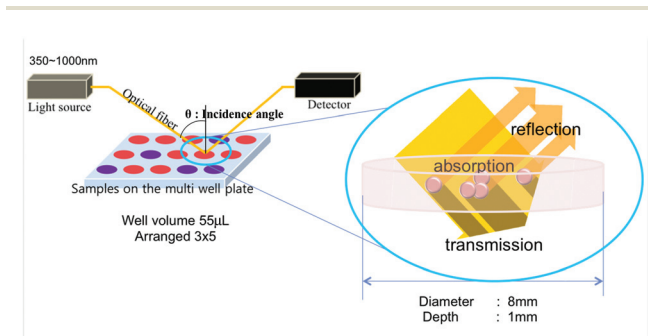 350~1000nm
Light source
Optical fiber
θ : Incidence angle
Detector
Samples on the multi well plate
Well volume 55μL
Arranged 3x5
reflection
absorption
transmission
Diameter : 8mm
Depth : 1mm